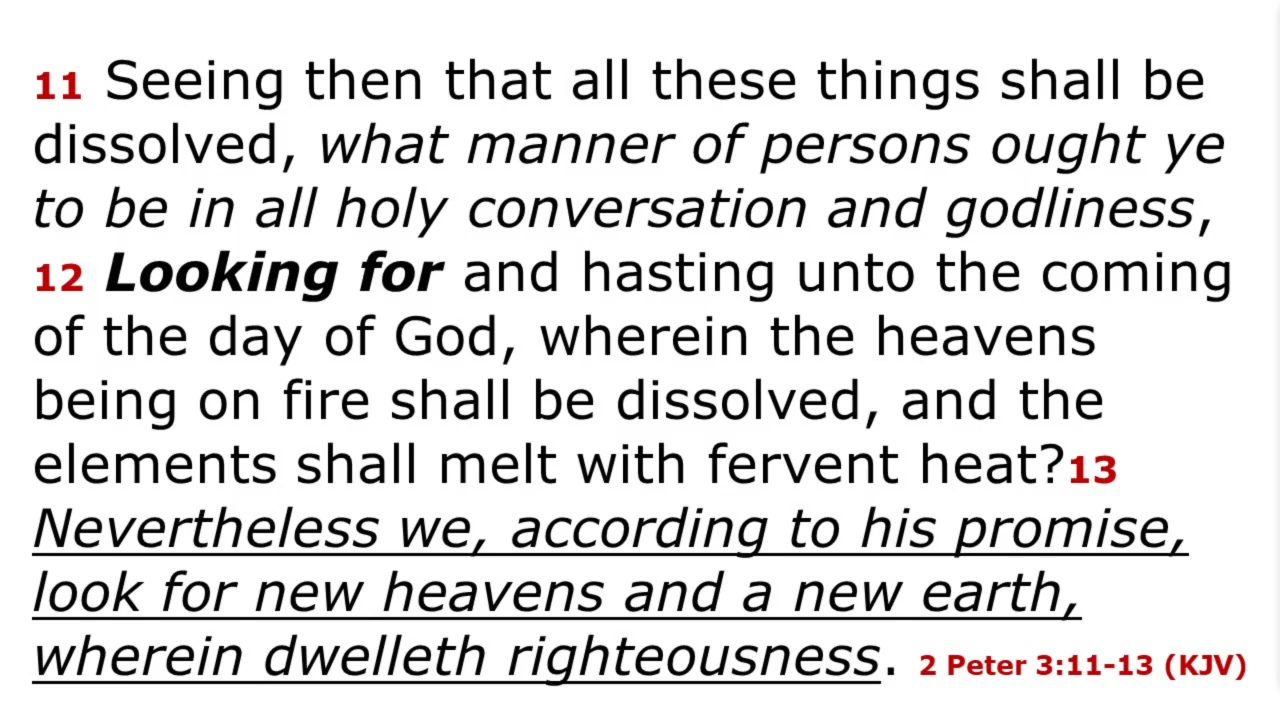 11 Seeing then that all these things shall be
dissolved, what manner of persons ought ye
to be in all holy conversation and godliness,
12 Looking for and hasting unto the coming
of the day of God, wherein the heavens
being on fire shall be dissolved, and the
elements shall melt with fervent heat?13
Nevertheless we, according to his promise,
look for new heavens and a new earth,
wherein dwelleth righteousness. 2 Peter 3:11-13 (KJV)